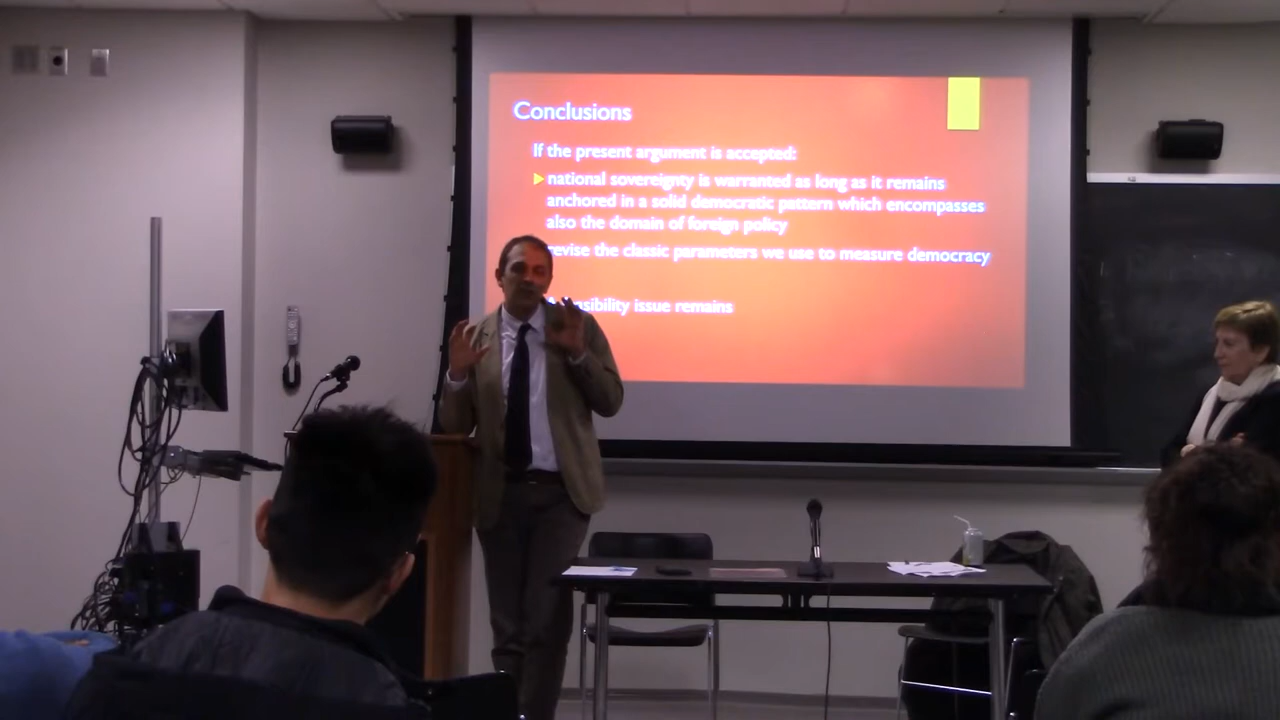 Conclusions
If the present argument is accepted:
national sovereignty is warranted as long as it remains
anchored in a solid democratic pattern which encompasses
also the domain of foreign policy
revise the classic parameters we use to measure democracy
issue remains